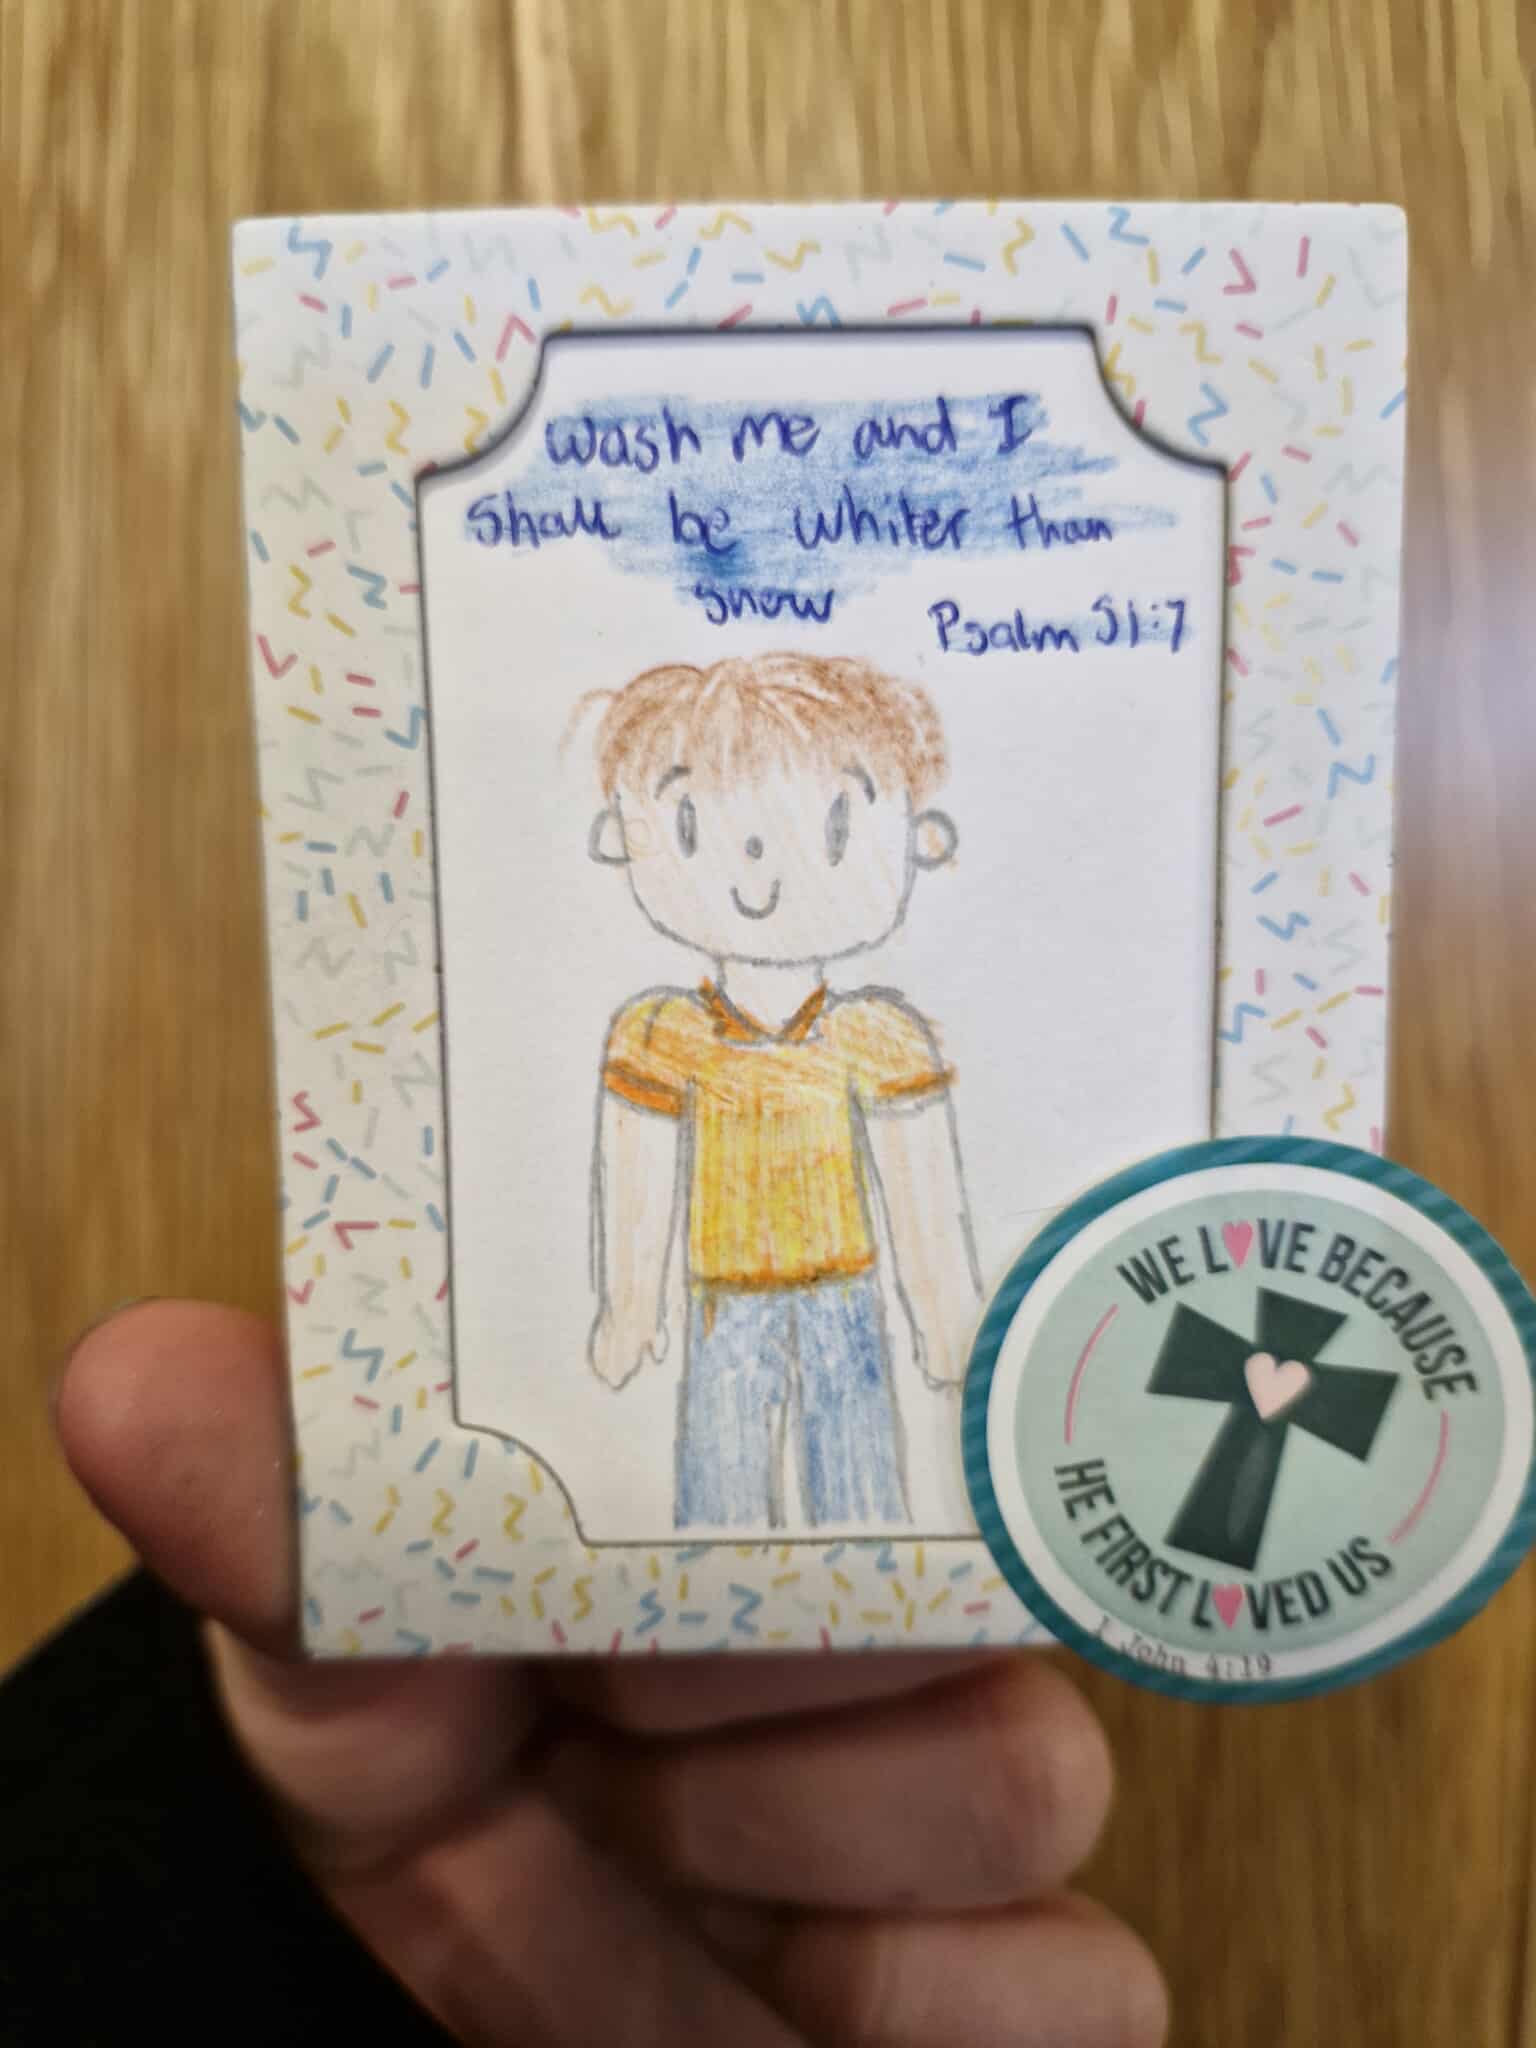 wash me and I
Shall be whiter than
snow
Psalm 51:7
WE LOVE BECAUSE
HE FIRST LOVED US
1 John 4:19